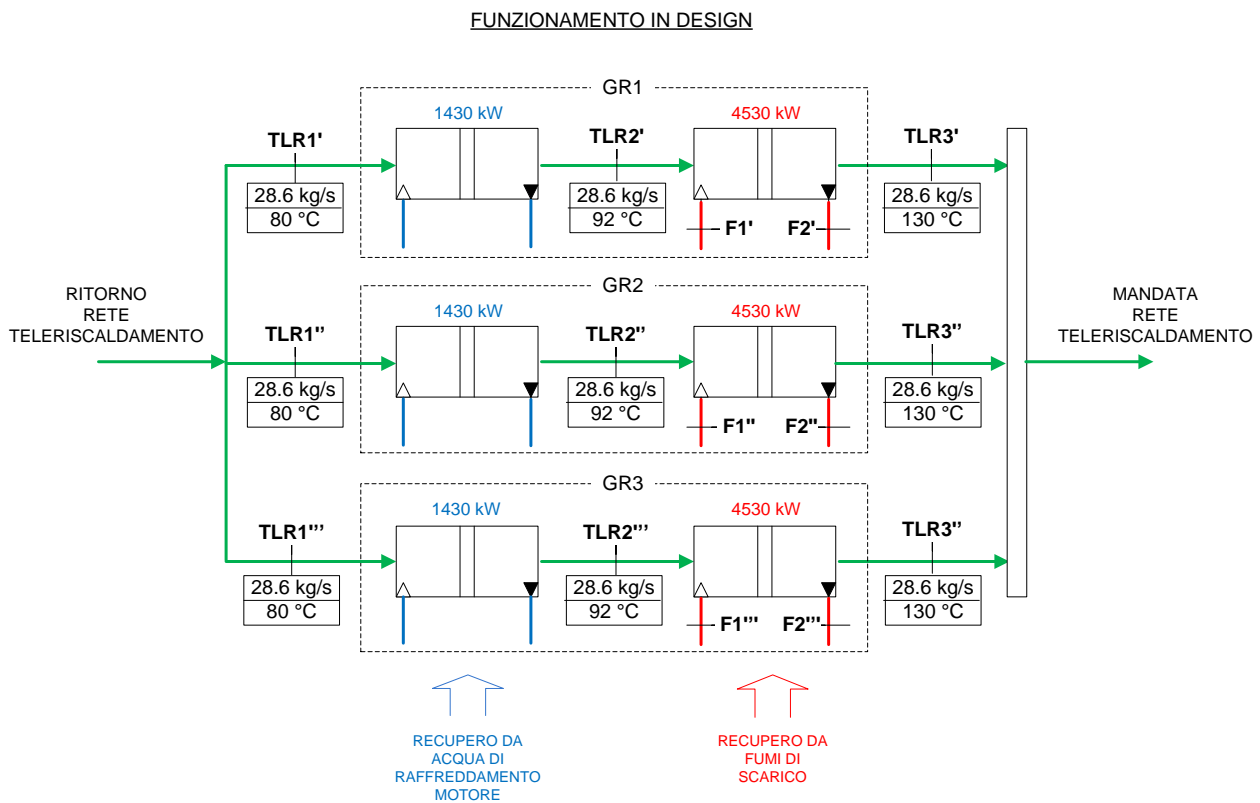 FUNZIONAMENTO IN DESIGN
GR1
1430 kW
4530 kW
TLR1'
TLR2'
TLR3'
28.6 kg/s
80 °C
28.6 kg/s
92 °C
28.6 kg/s
130 °C
F1'
F2'
RITORNO
RETE
TELERISCALDAMENTO
MANDATA
RETE
TELERISCALDAMENTO
GR2
1430 kW
4530 kW
TLR1''
TLR2''
TLR3''
28.6 kg/s
80 °C
28.6 kg/s
92 °C
28.6 kg/s
130 °C
F1''
F2''
GR3
1430 kW
4530 kW
TLR1'''
TLR2'''
TLR3''
28.6 kg/s
80 °C
28.6 kg/s
92 °C
28.6 kg/s
130 °C
F1'''
F2'''
RECUPERO DA
ACQUA DI
RAFFREDDAMENTO
MOTORE
RECUPERO DA
FUMI DI
SCARICO